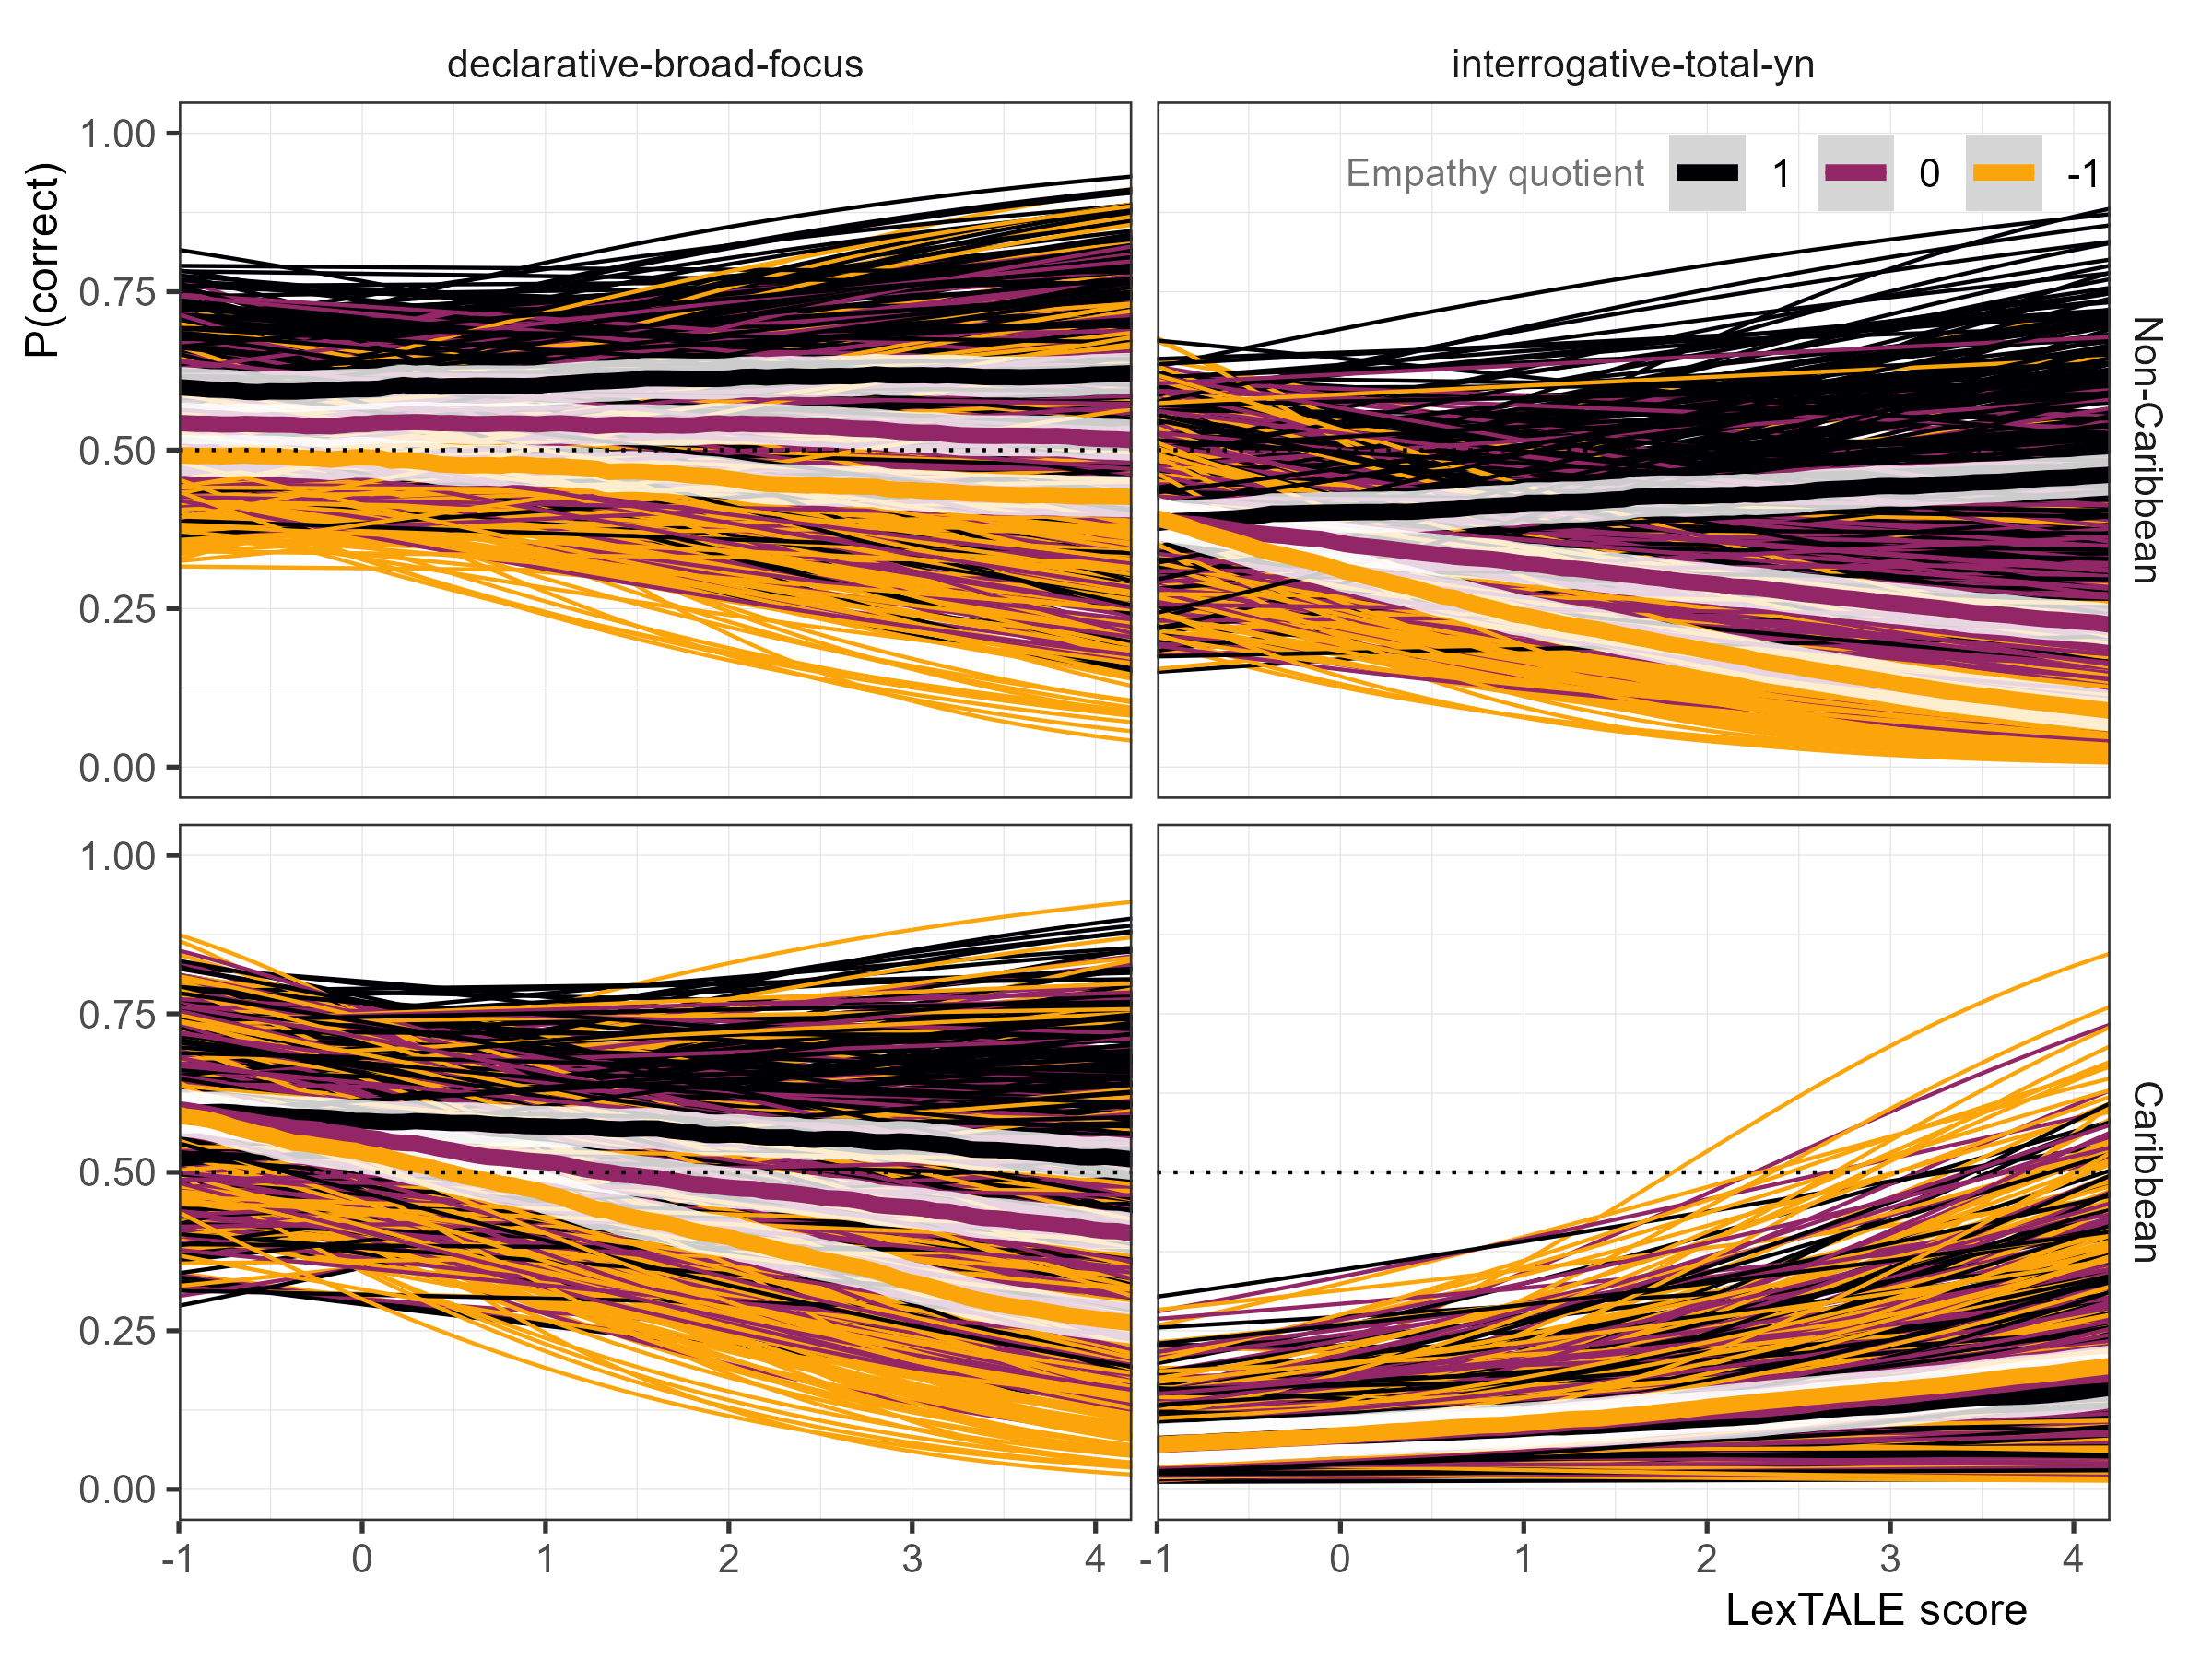 declarative-broad-focus
interrogative-total-yn
P(correct)
1.00
0.75
0.50
0.25
0.00
Empathy quotient 1 0 -1
Non-Caribbean
1.00
0.75
0.50
0.25
0.00
Caribbean
-1 0 1 2 3 4
-1 0 1 2 3 4
LexTALE score